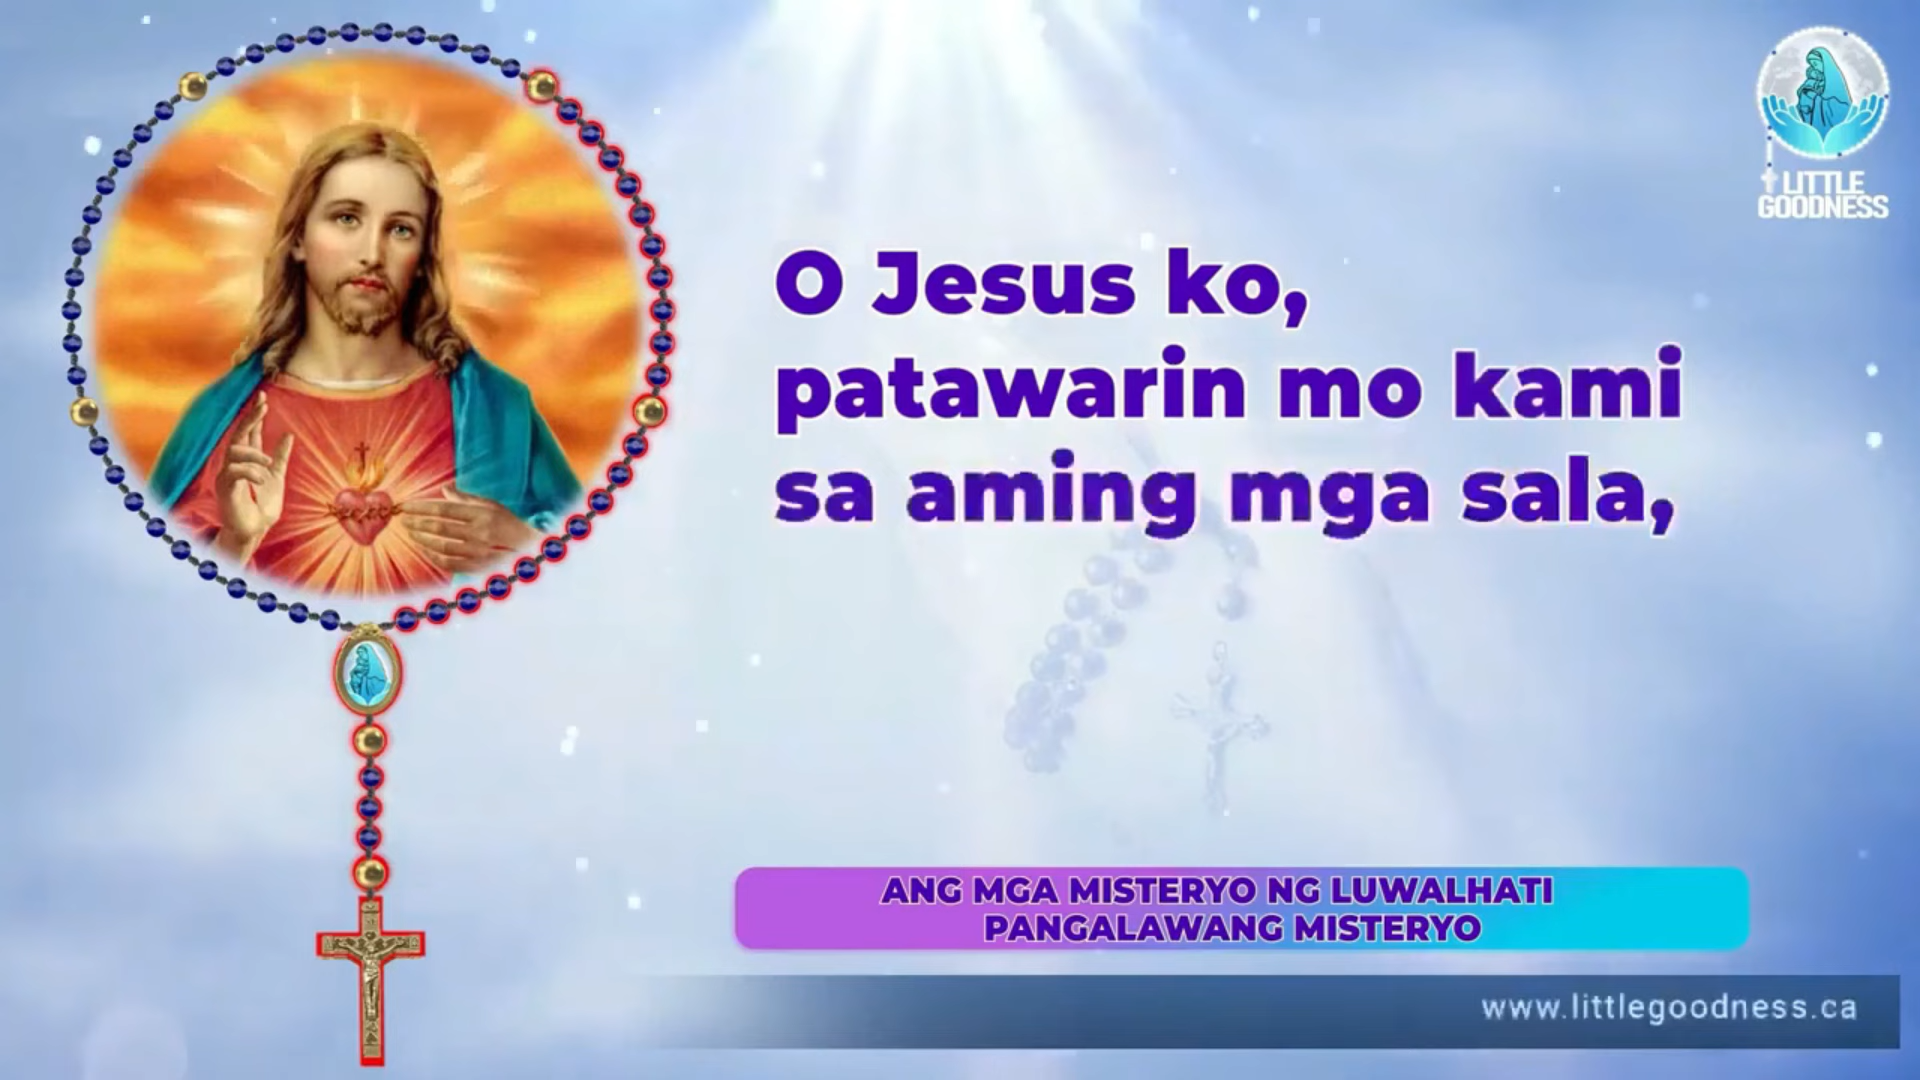 LITTLE
GOODNESS
O Jesus ko,
patawarin mo kami
sa aming mga sala,
ANG MGA MISTERYO NG LUWALHATI
PANGALAWANG MISTERYO
www.littlegoodness.ca